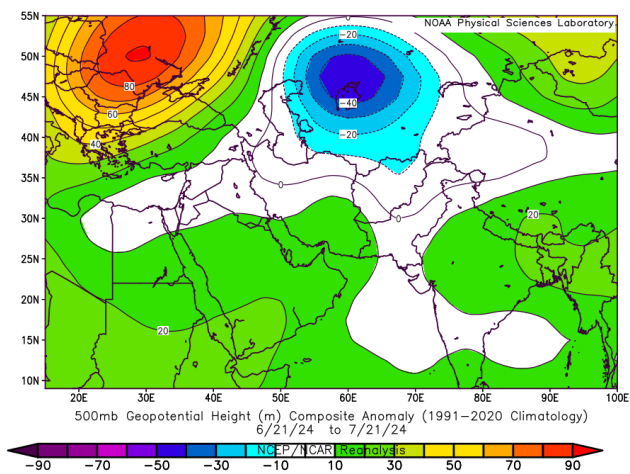 NOAA Physical Sciences Laboratory
55N
50N
45N
40N
35N
30N
25N
20N
15N
10N
0
-20
80
60
-40
40
-20
0
0
20
20
20E
30E
40E
50E
60E
70E
80E
90E
100E
500mb Geopotential Height (m) Composite Anomaly (1991-2020 Climatology)
6/21/24 to 7/21/24
NCEP/NCAR Reanalysis
-90 -70 -50 -30 -10 10 30 50 70 90